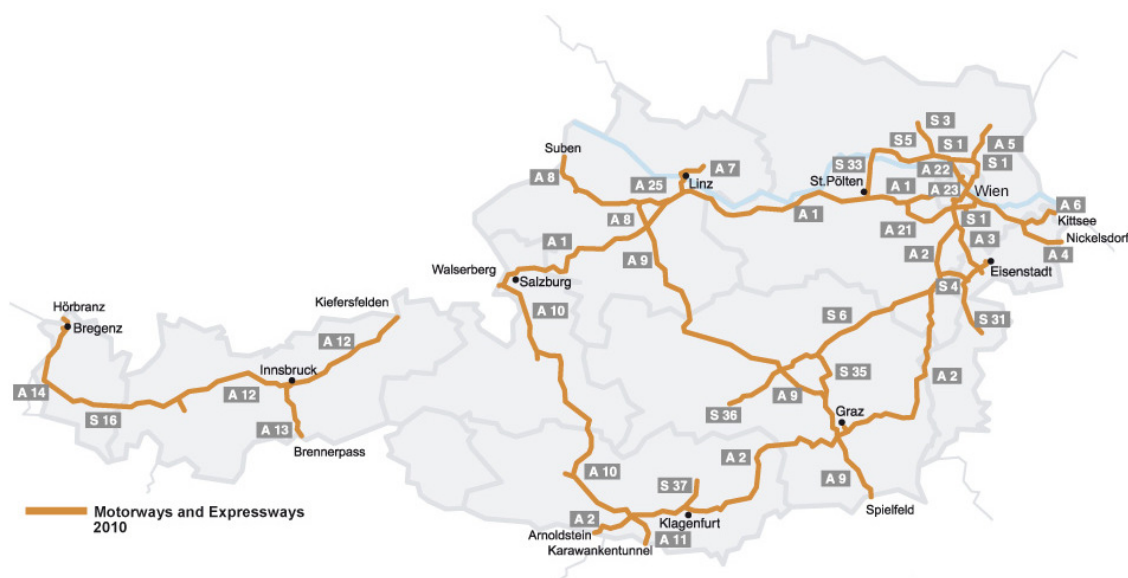 S 3
S 5
S 1
A 5
Suben
S 33
S 1
A 7
A 22
A 8
Linz
St.Pölten
A 25
A 1
A 23
Wien
A 6
A 8
A 1
S 1
Kittsee
A 21
A 3
Nickelsdorf
A 1
A 2
A 4
A 9
Walserberg
Eisenstadt
Salzburg
S 4
Hörbranz
Kiefersfelden
A 10
S 6
S 31
Bregenz
A 12
Innsbruck
S 35
A 2
A 14
A 12
A 9
S 16
S 36
Graz
A 13
Brennerpass
A 2
A 10
A 9
S 37
Spielfeld
Motorways and Expressways
2010
A 2
Klagenfurt
Arnoldstein
A 11
Karawankentunnel